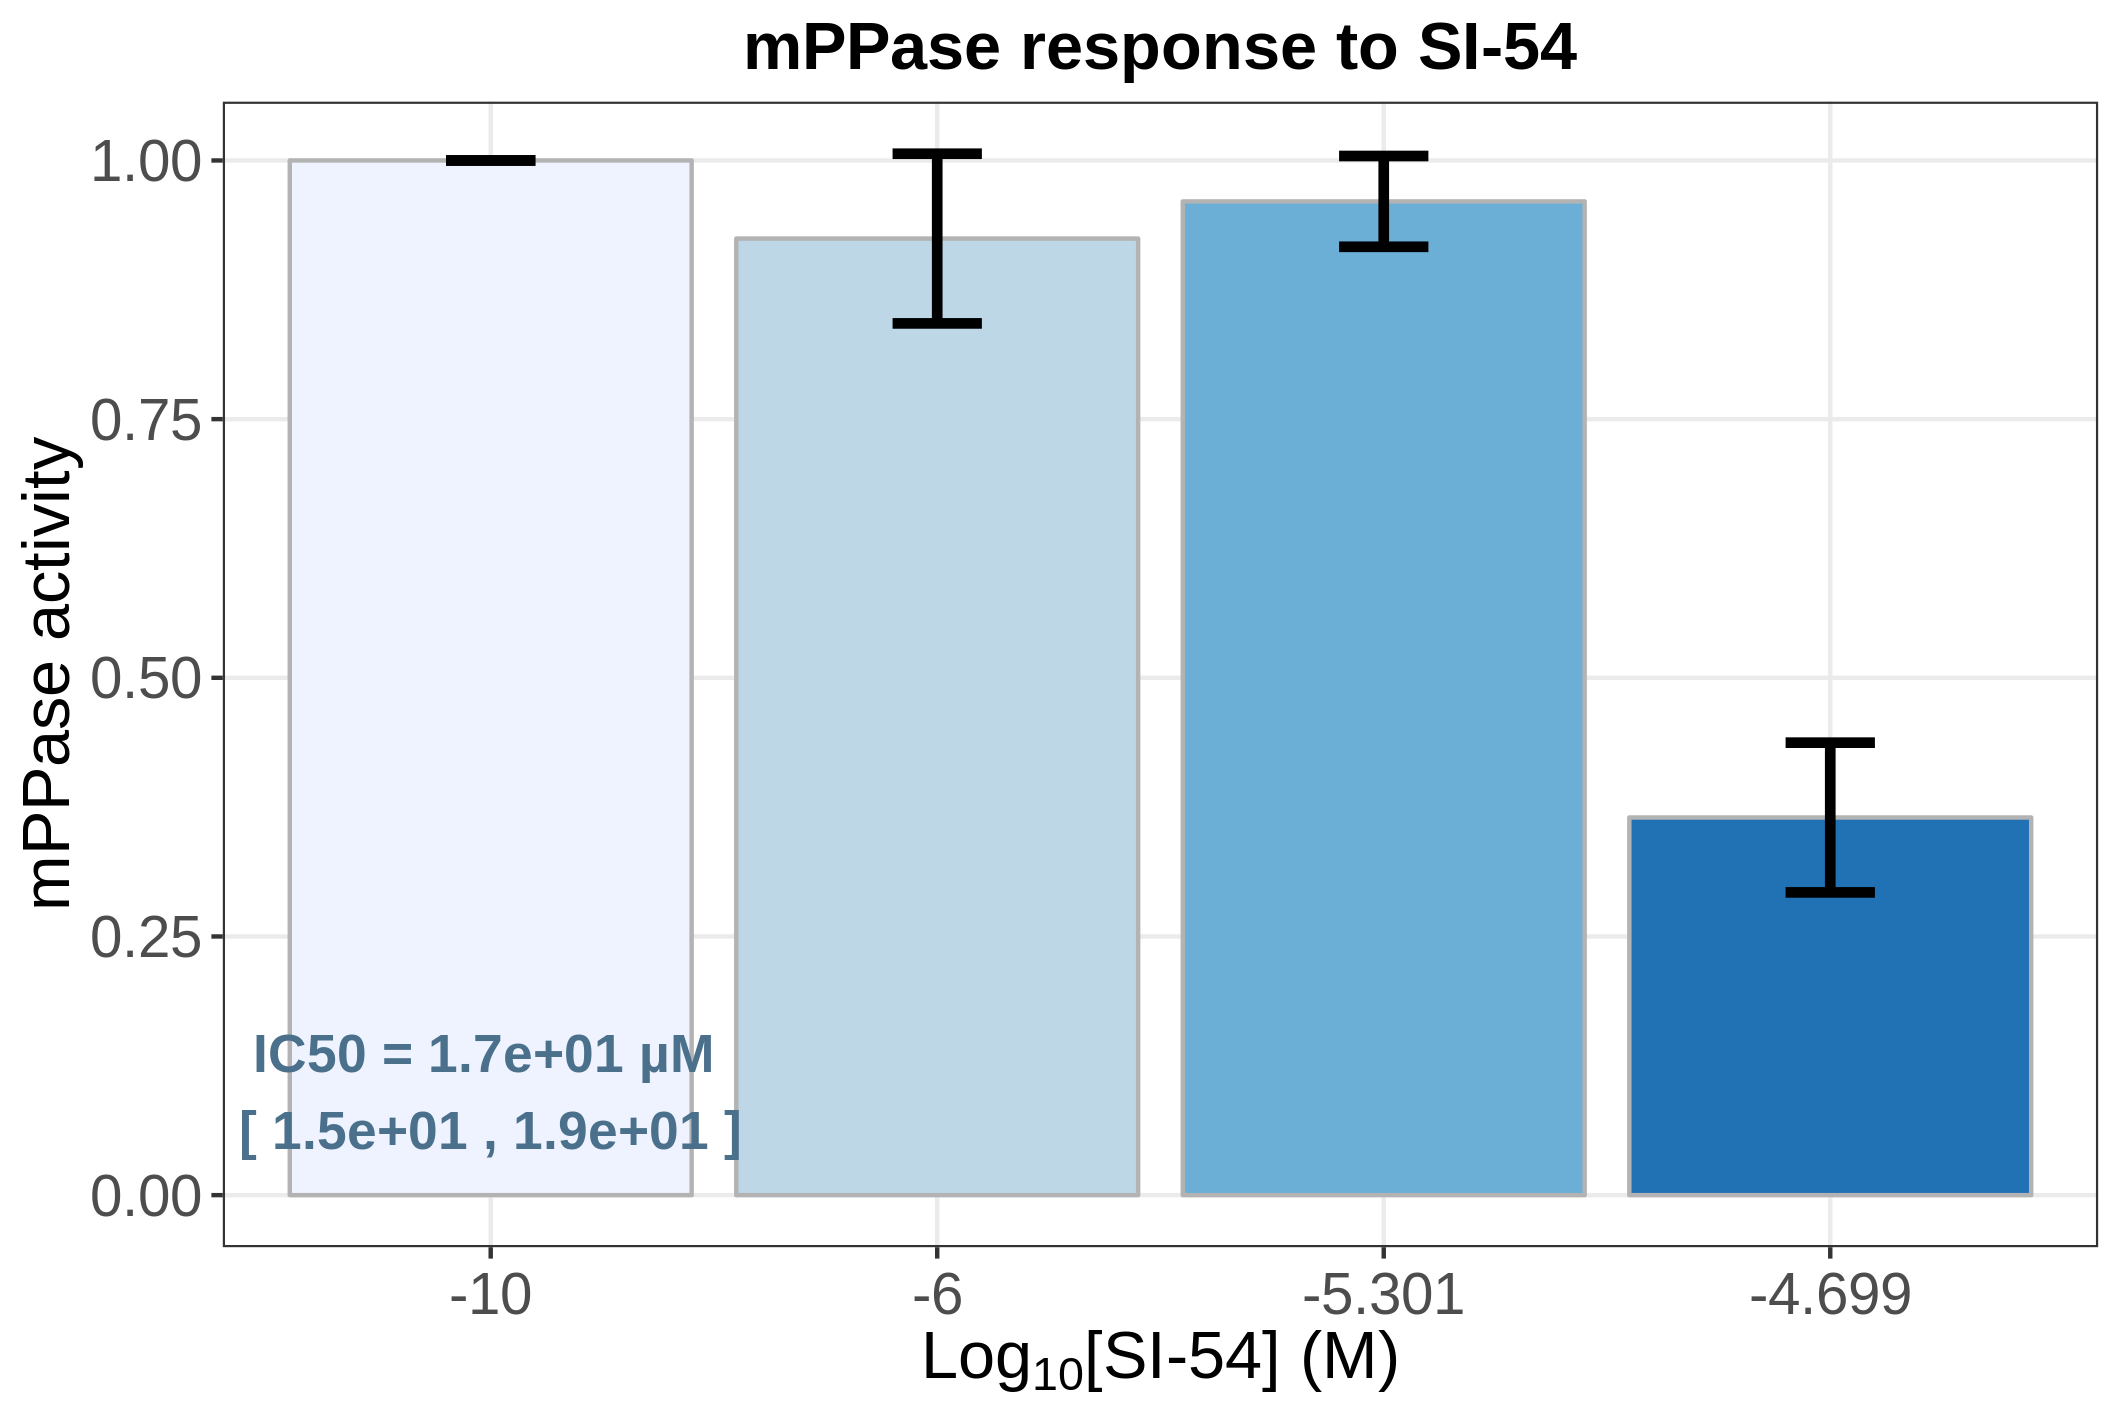 mPPase response to SI-54
mPPase activity
1.00
0.75
0.50
0.25
0.00
IC50 = 1.7e+01 µM
[ 1.5e+01 , 1.9e+01 ]
-10
-6
-5.301
-4.699
Log10[SI-54] (M)